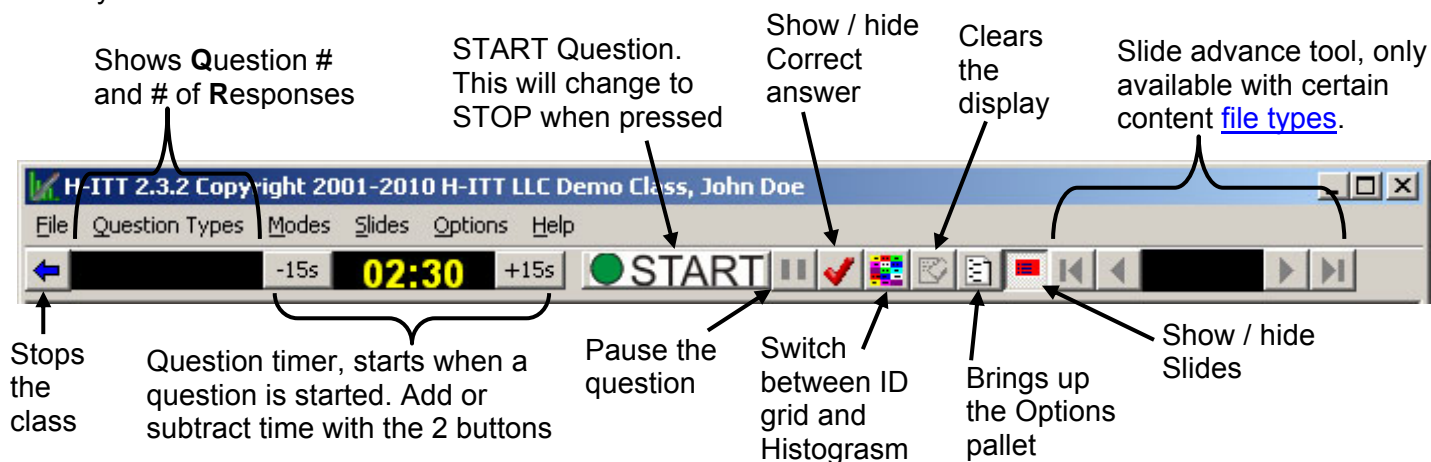 Shows Question #
and # of Responses
START Question.
This will change to
STOP when pressed
Show / hide
Correct
answer
Clears
the
display
Slide advance tool, only
available with certain
content file types.
H-ITT 2.3.2 Copyright 2001-2010 H-ITT LLC Demo Class, John Doe
File Question Types Modes Slides Options Help
-15s 02:30 +15s START
Stops
the
class
Question timer, starts when a
question is started. Add or
subtract time with the 2 buttons
Pause the
question
Switch
between ID
grid and
Histograsm
Brings up
the Options
pallet
Show / hide
Slides